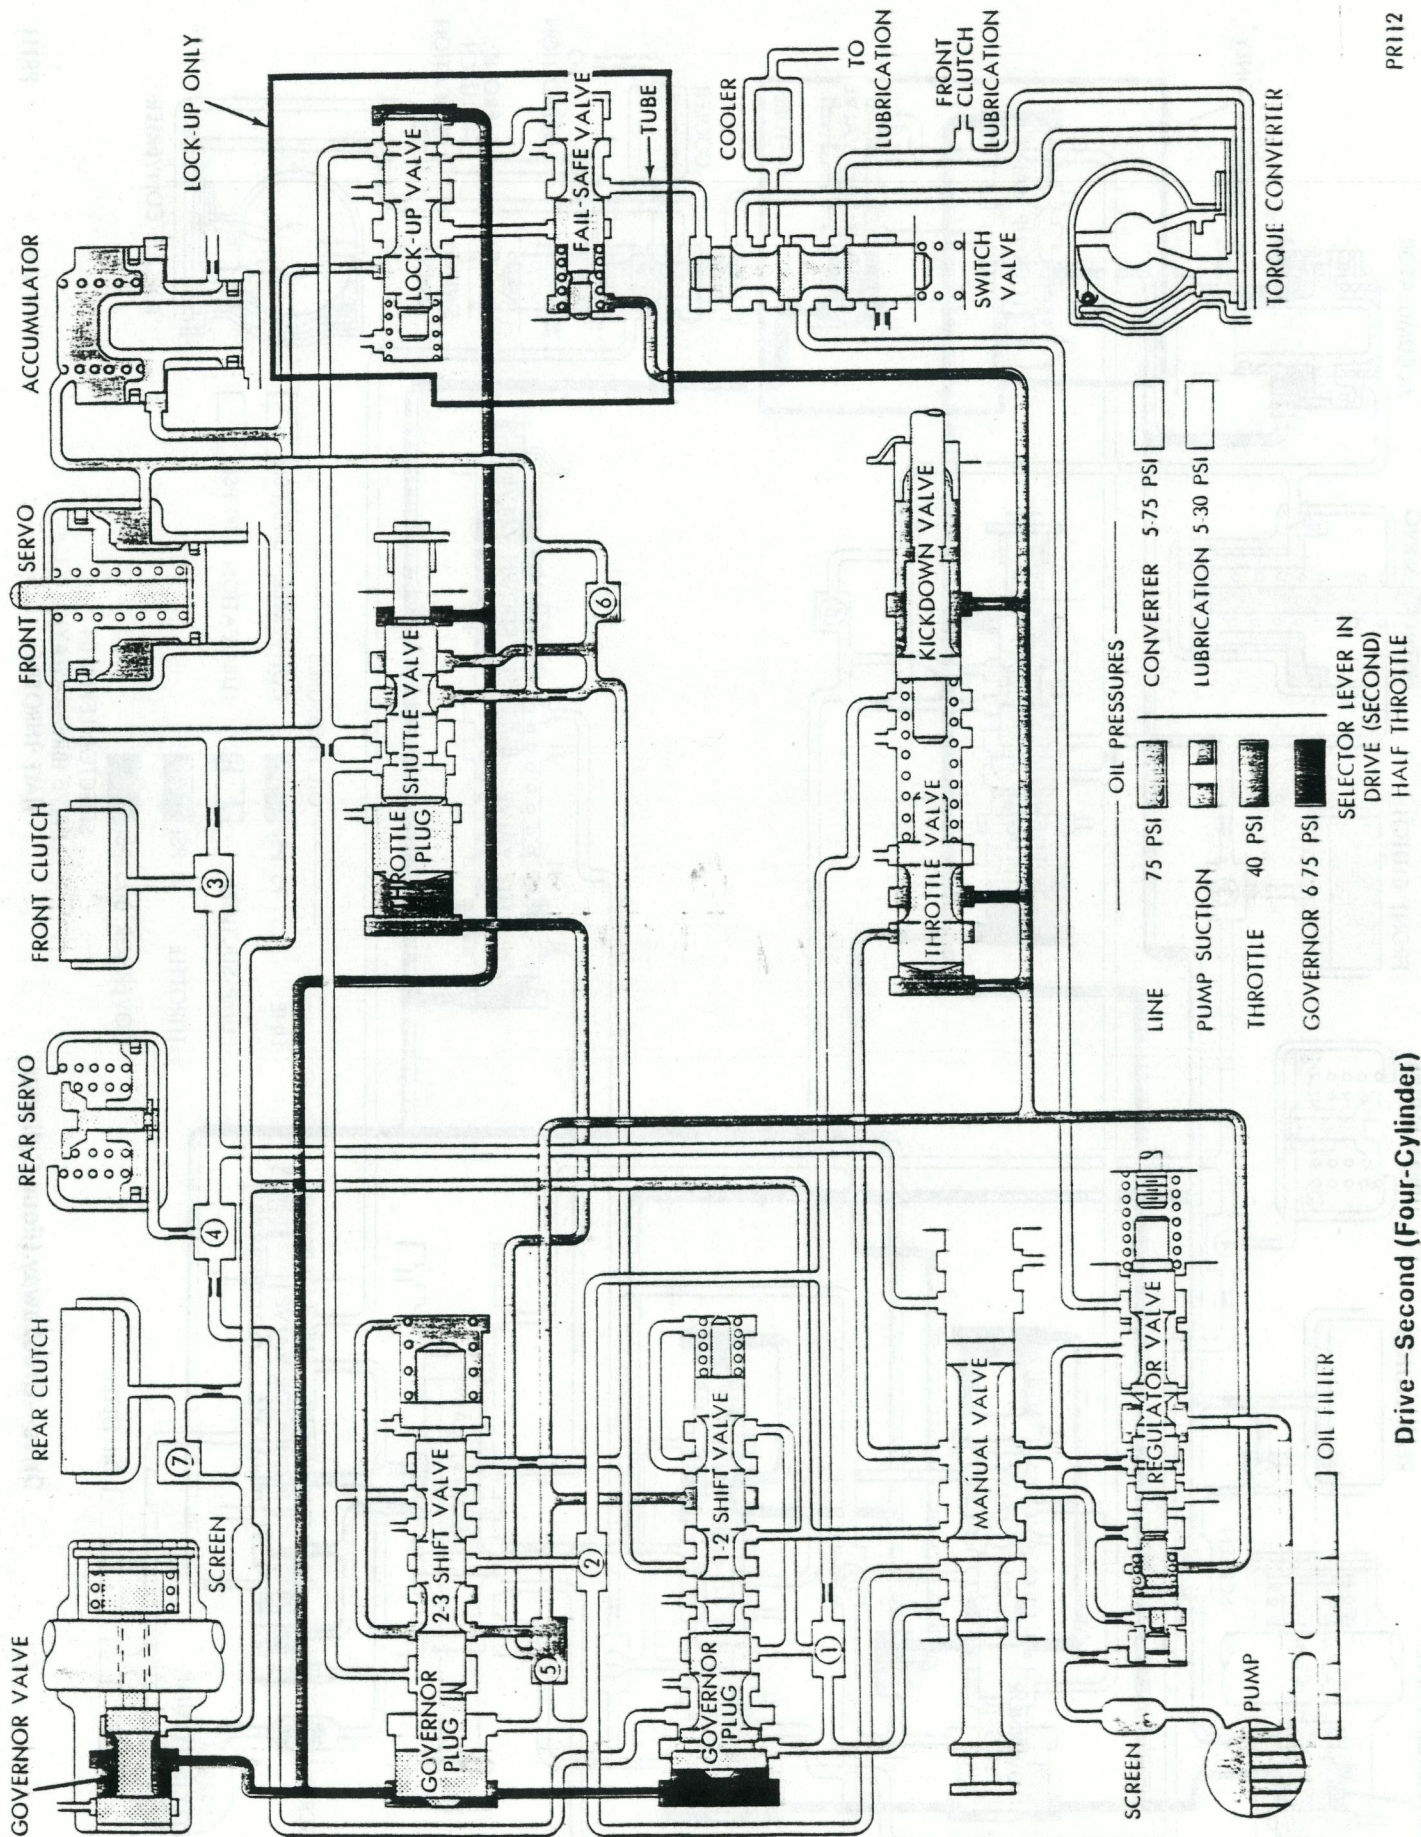 GOVERNOR VALVE
REAR CLUTCH
REAR SERVO
FRONT CLUTCH
FRONT SERVO
ACCUMULATOR
LOCK-UP ONLY
SCREEN
7
4
3
GOVERNOR
PLUG
2-3 SHIFT VALVE
THROTTLE
PLUG
SHUTTLE VALVE
LOCK-UP VALVE
5
2
6
FAIL-SAFE VALVE
TUBE
GOVERNOR
PLUG
1-2 SHIFT VALVE
1
COOLER
TO
LUBRICATION
FRONT
CLUTCH
LUBRICATION
MANUAL VALVE
THROTTLE VALVE
KICKDOWN VALVE
SWITCH
VALVE
SCREEN
PUMP
REGULATOR VALVE
OIL FILTER
TORQUE CONVERTER
OIL PRESSURES
LINE 75 PSI
CONVERTER 5-75 PSI
PUMP SUCTION
LUBRICATION 5-30 PSI
THROTTLE 40 PSI
GOVERNOR 6-75 PSI
SELECTOR LEVER IN
DRIVE (SECOND)
HALF THROTTLE
PR112
Drive—Second (Four-Cylinder)